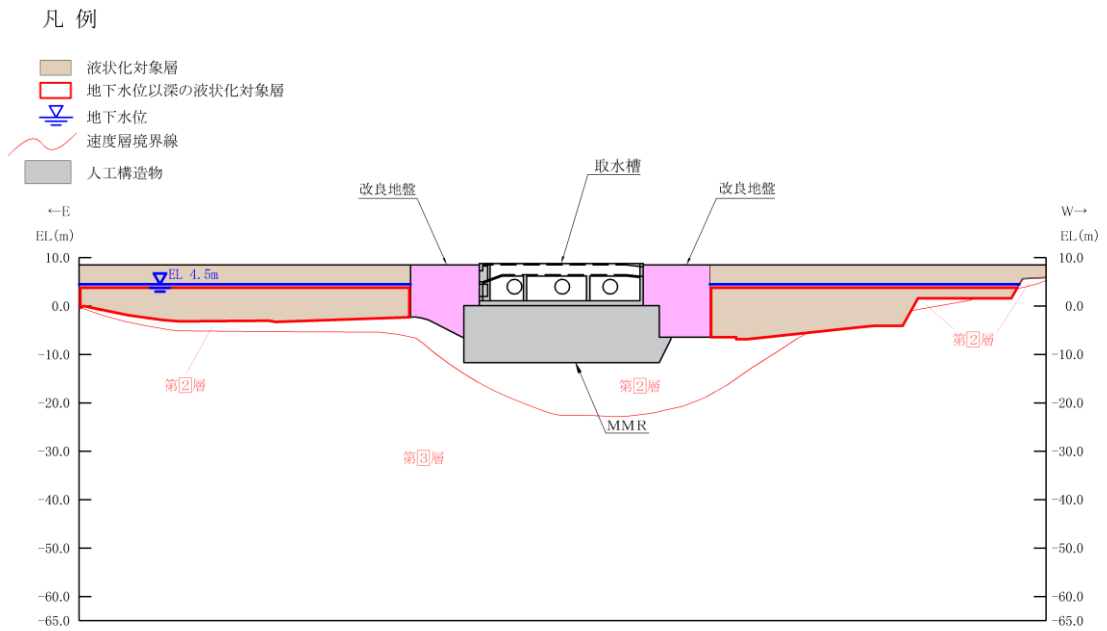 凡 例
液状化対象層
地下水位以深の液状化対象層
地下水位
速度層境界線
人工構造物
取水槽
改良地盤
改良地盤
←E
W→
EL(m)
EL(m)
10.0
10.0
EL 4.5m
0.0
0.0
第2層
-10.0
-10.0
第2層
第2層
-20.0
-20.0
MMR
-30.0
-30.0
第3層
-40.0
-40.0
-50.0
-50.0
-60.0
-60.0
-65.0
-65.0